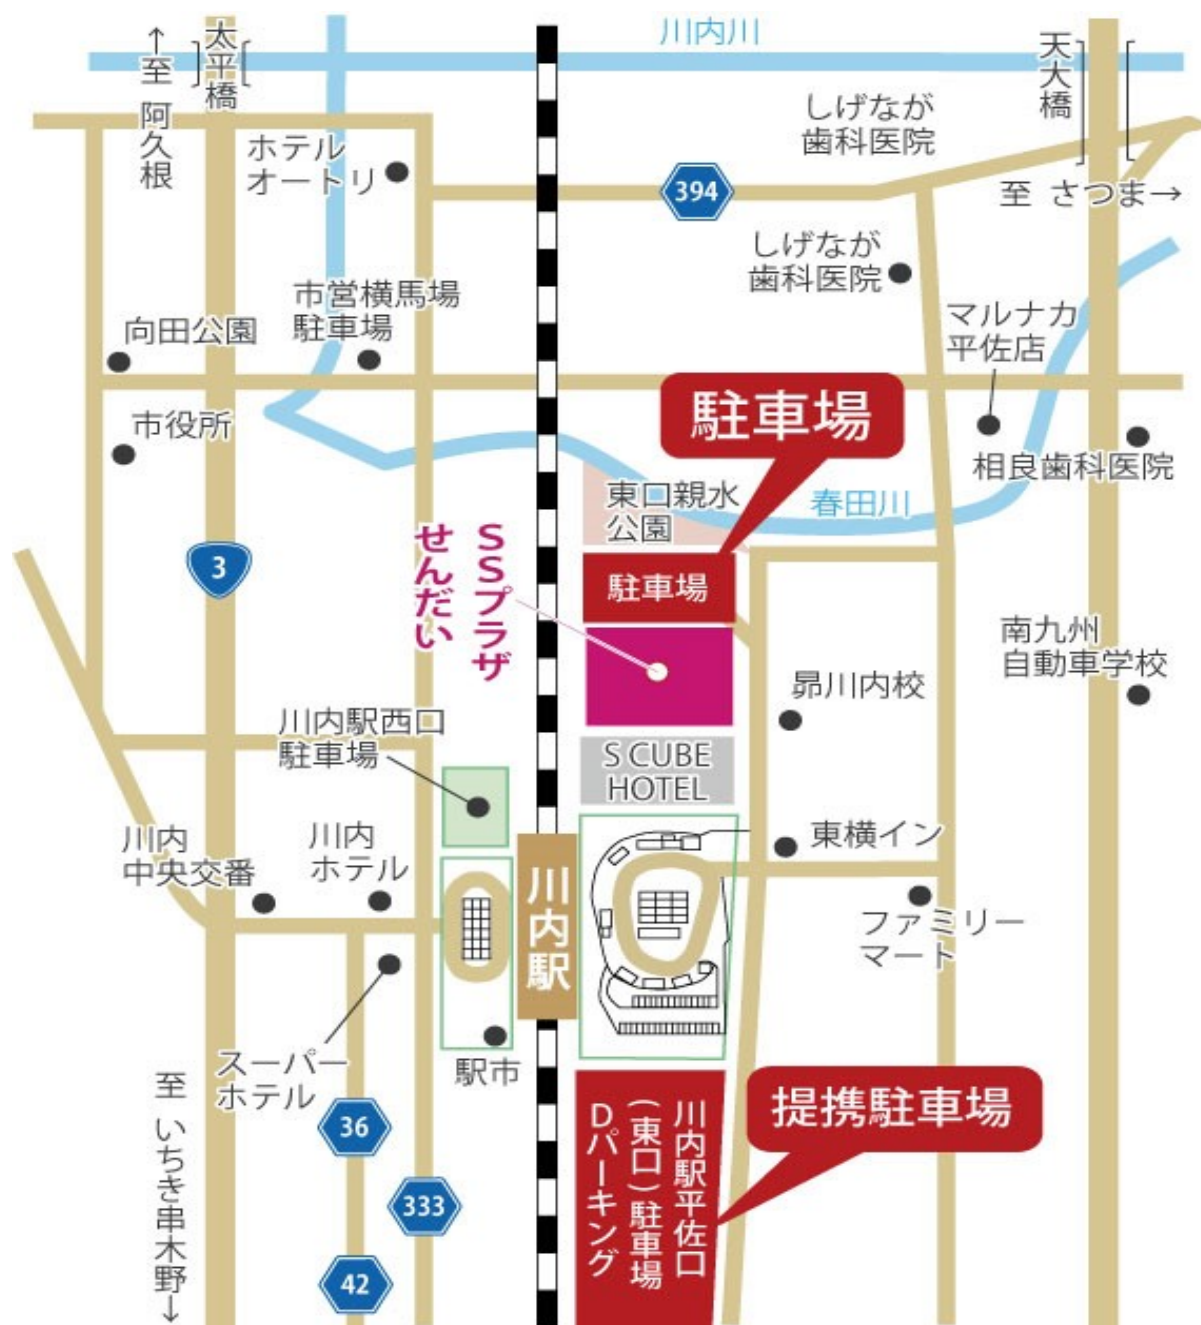 川内川
←至 阿久根
太平橋
天大橋
しげなが
歯科医院
ホテル
オートリ
394
至 さつま→
しげなが
歯科医院
市営横馬場
駐車場
向田公園
マルナカ
平佐店
駐車場
市役所
相良歯科医院
東口親水
公園
春田川
SSプラザ
せんだい
3
駐車場
南九州
自動車学校
昴川内校
川内駅西口
駐車場
S CUBE
HOTEL
川内
中央交番
川内
ホテル
東横イン
川内駅
ファミリー
マート
スーパー
ホテル
駅市
至 いちき串木野→
提携駐車場
川内駅平佐口
(東口)駐車場
Dパーキング
36
333
42